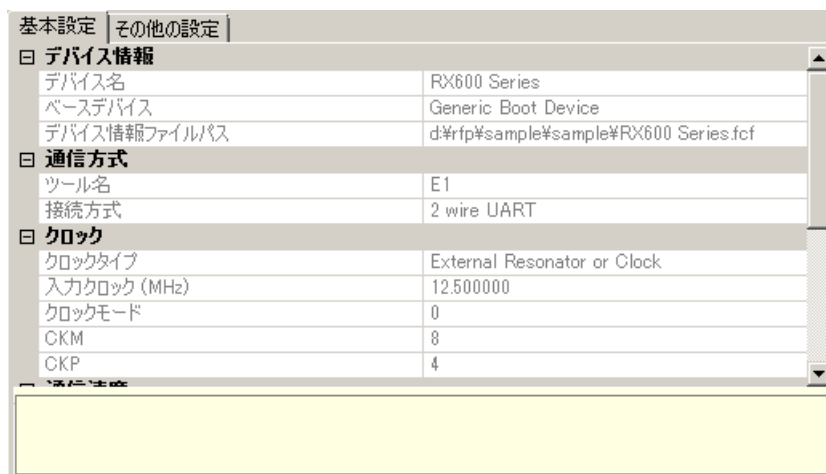 基本設定 その他の設定
デバイス情報
デバイス名 RX600 Series
ベースデバイス Generic Boot Device
デバイス情報ファイルパス d:¥rfp¥sample¥sample¥RX600 Series.fcf
通信方式
ツール名 E1
接続方式 2 wire UART
クロック
クロックタイプ External Resonator or Clock
入力クロック (MHz) 12.500000
クロックモード 0
CKM 8
CKP 4
通信速度